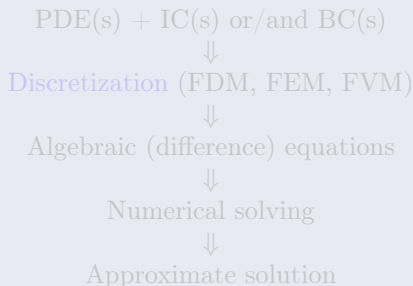 PDE(s) + IC(s) or/and BC(s)
⇓
Discretization (FDM, FEM, FVM)
⇓
Algebraic (difference) equations
⇓
Numerical solving
⇓
Approximate solution